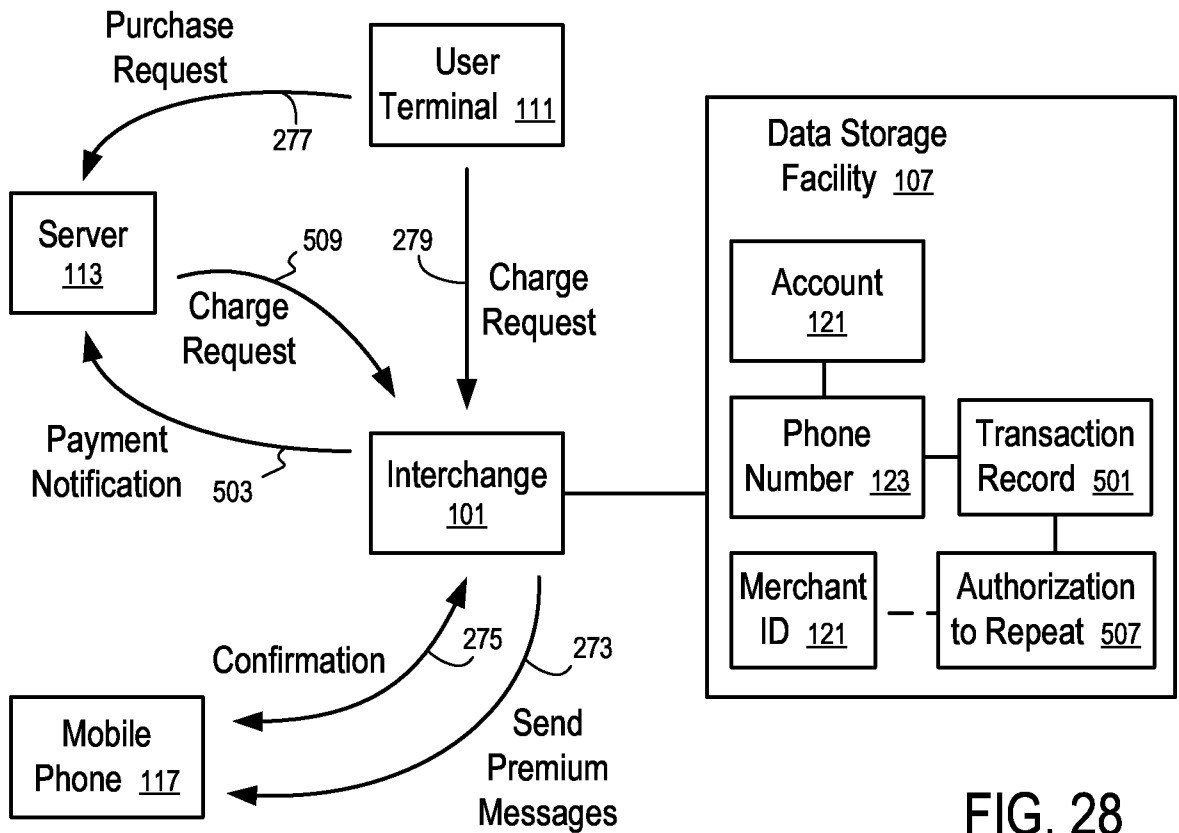 Purchase
Request
277
User
Terminal 111
Server
113
509
Charge
Request
279
Charge
Request
Payment
Notification
503
Interchange
101
Confirmation
275
273
Mobile
Phone 117
Send
Premium
Messages
Data Storage
Facility 107
Account
121
Phone
Number 123
Transaction
Record 501
Merchant
ID 121
Authorization
to Repeat 507
FIG. 28